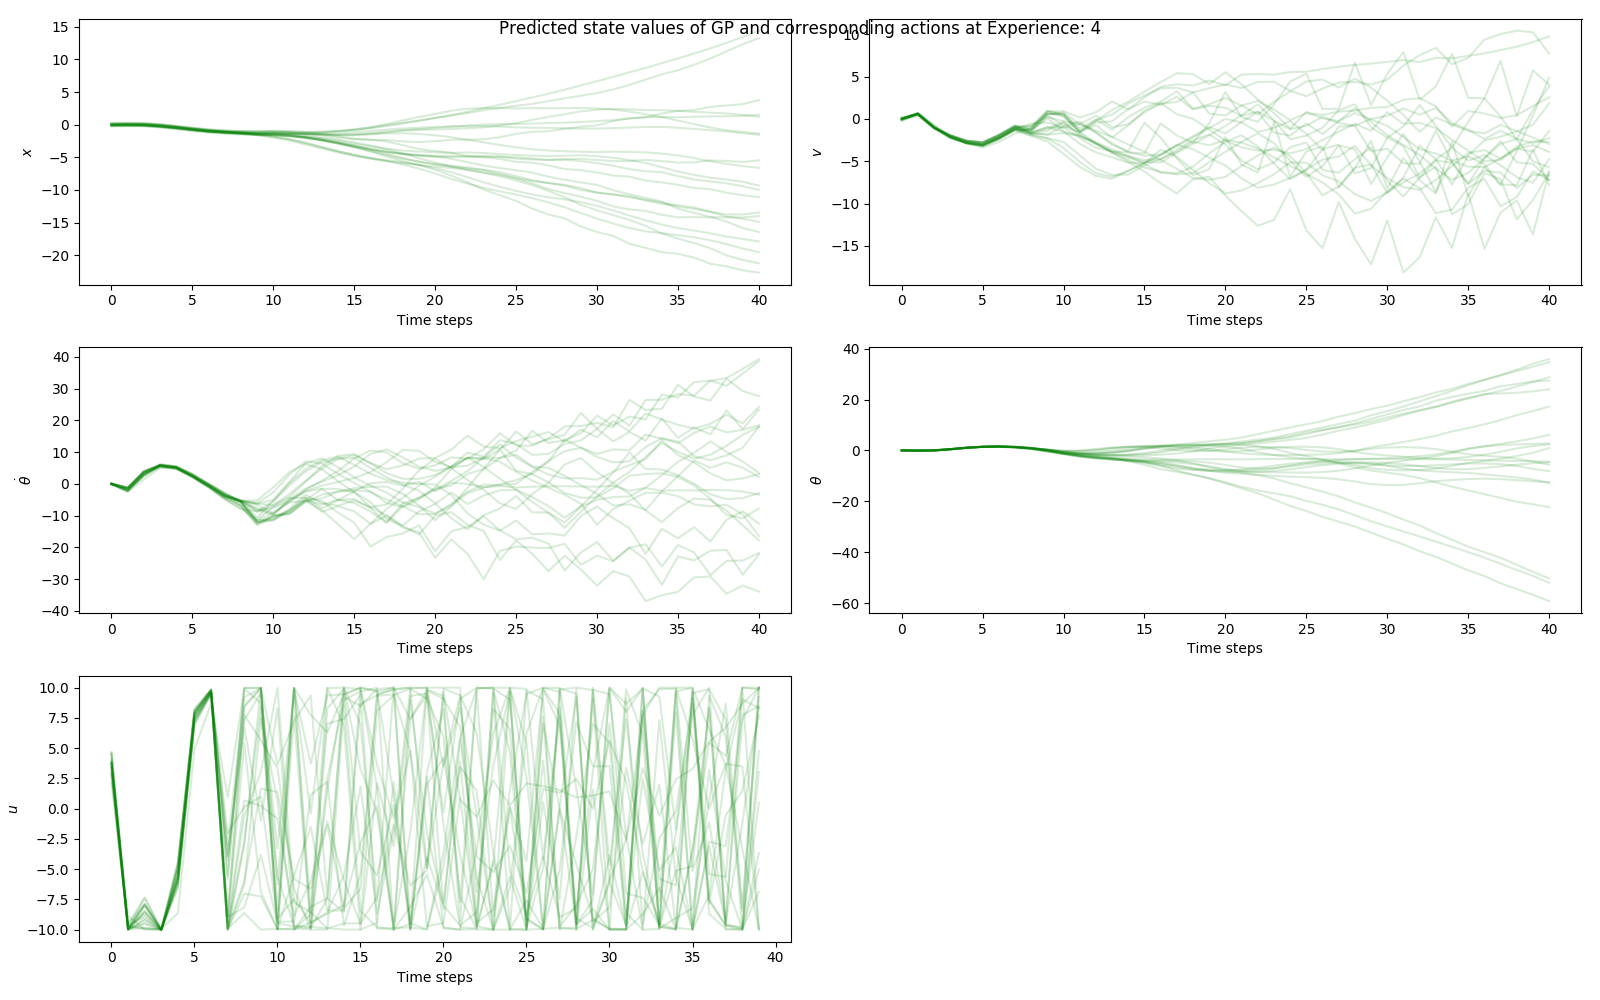 Predicted state values of GP and corresponding actions at Experience: 4
15
10
5
0
−5
−10
−15
−20
x
0 5 10 15 20 25 30 35 40
Time steps
10
5
0
−5
−10
−15
v
0 5 10 15 20 25 30 35 40
Time steps
40
30
20
10
0
−10
−20
−30
−40
θ̇
0 5 10 15 20 25 30 35 40
Time steps
40
20
0
−20
−40
−60
θ
0 5 10 15 20 25 30 35 40
Time steps
10.0
7.5
5.0
2.5
0.0
−2.5
−5.0
−7.5
−10.0
u
0 5 10 15 20 25 30 35 40
Time steps